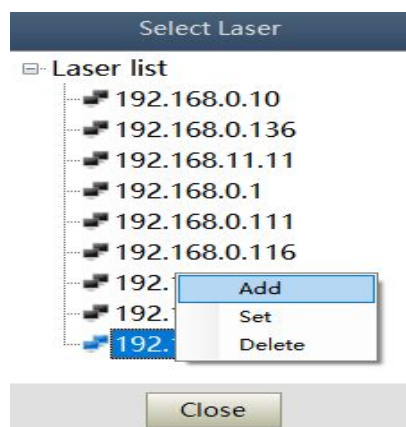 Select Laser
Laser list
192.168.0.10
192.168.0.136
192.168.11.11
192.168.0.1
192.168.0.111
192.168.0.116
192.
Add
192.
Set
192.
Delete
Close